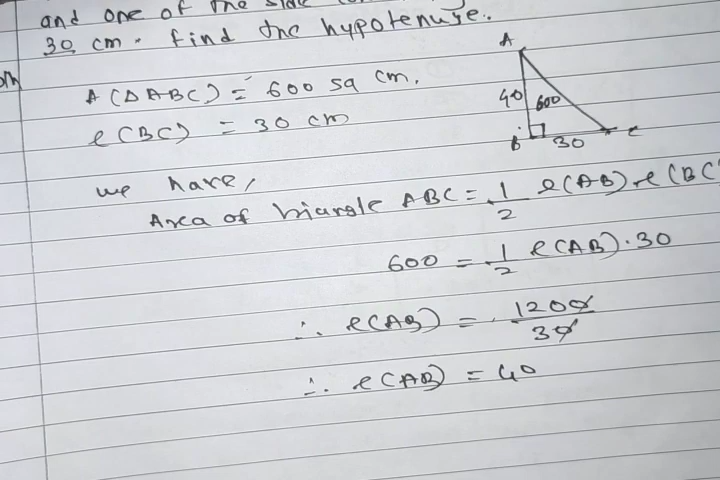 and one of the side
30 cm. find the hypotenuse.
A(ΔABC) = 600 sq cm.
l(BC) = 30 cm
A
40
600
B
30
C
we have,
Area of triangle ABC = 1/2 l(AB) l(BC
600 = 1/2 l(AB) · 30
∴ l(AB) = 1200/30
∴ l(AB) = 40